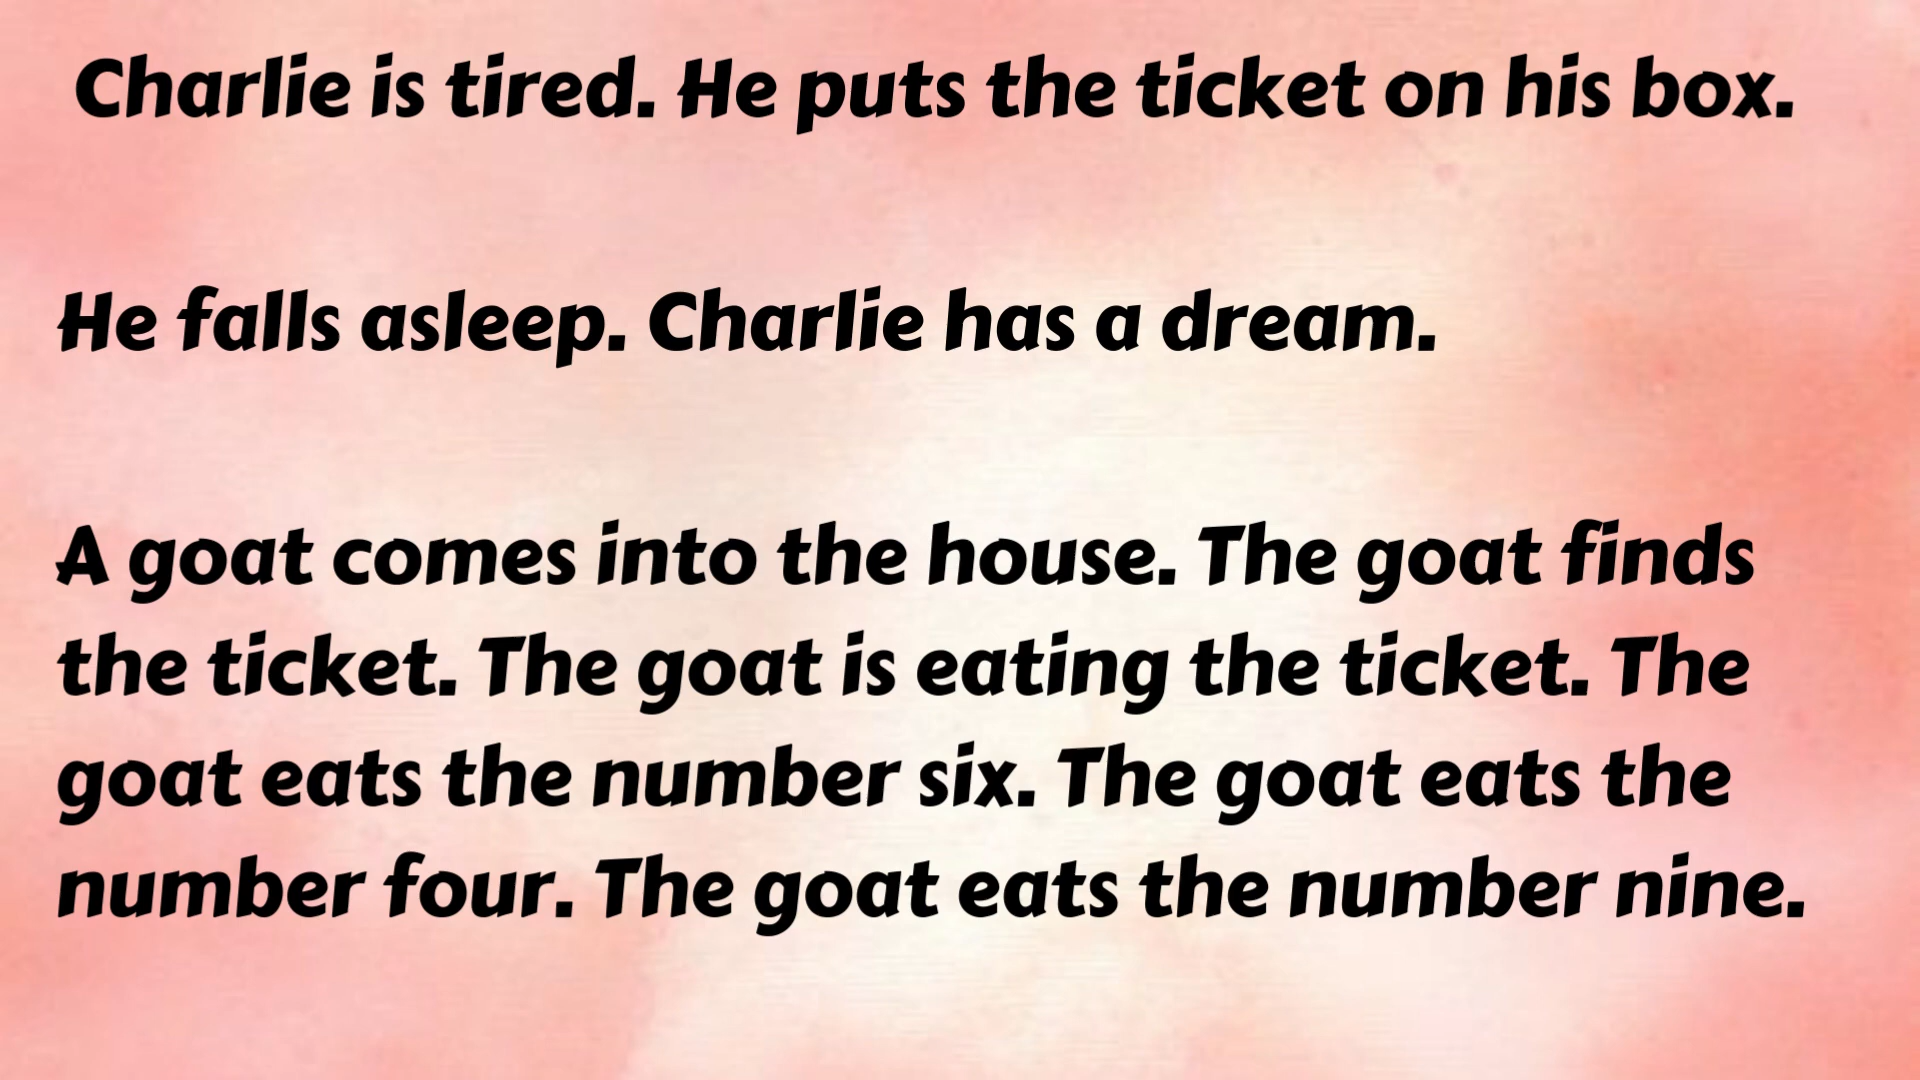 Charlie is tired. He puts the ticket on his box.
He falls asleep. Charlie has a dream.
A goat comes into the house. The goat finds
the ticket. The goat is eating the ticket. The
goat eats the number six. The goat eats the
number four. The goat eats the number nine.